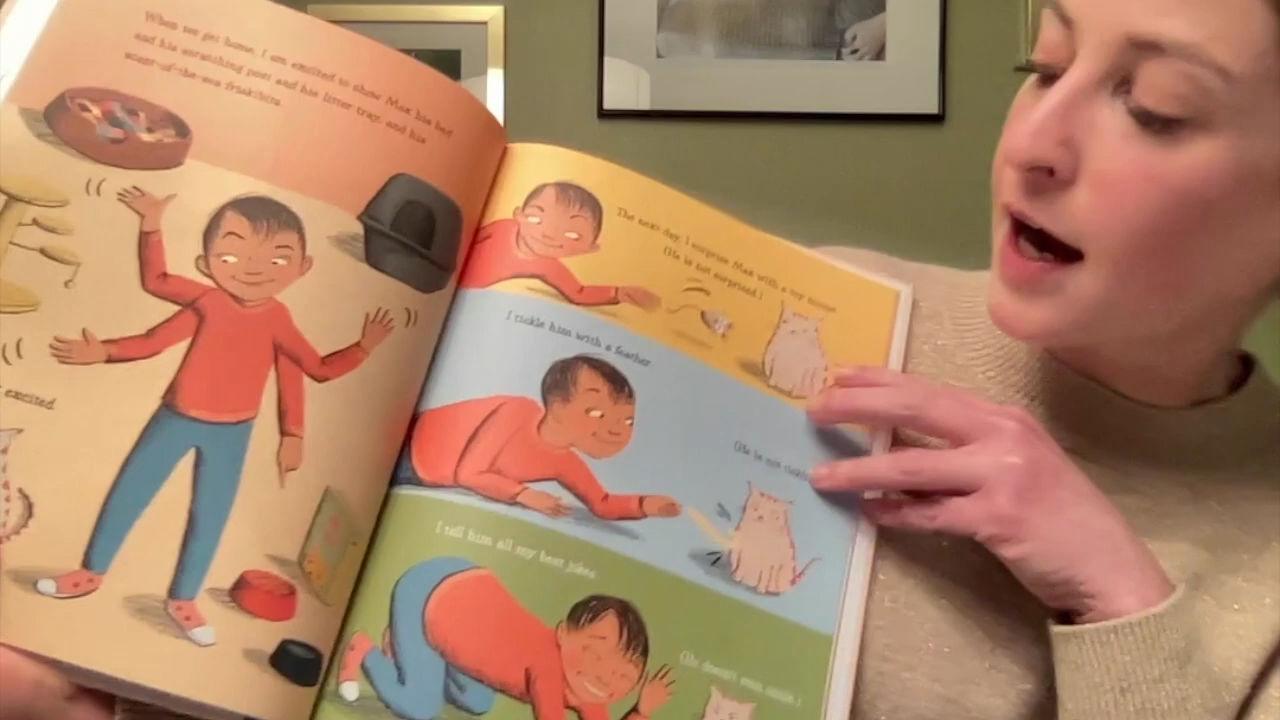 When we get home, I am excited to show Max his bed
and his scratching post and his litter tray, and his
scent-of-the-sea friskibits.
excited.
The next day, I surprise Max with a toy mouse.
(He is not surprised.)
I tickle him with a feather.
(He is not
I tell him all my best jokes.
(He doesn't even smile.)